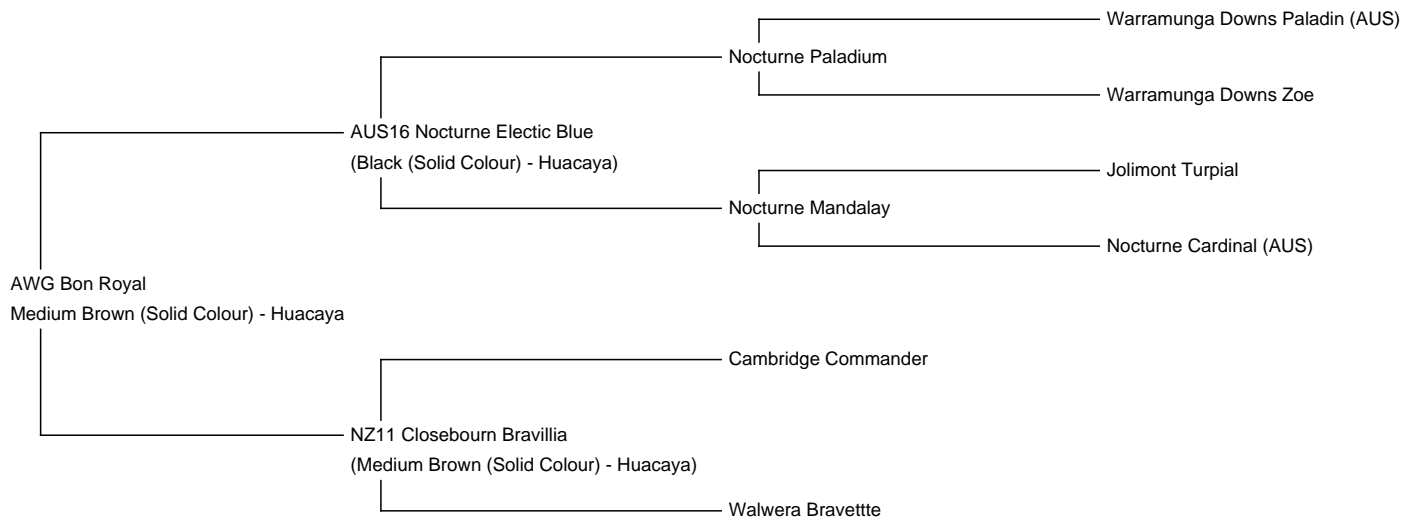 Warramunga Downs Paladin (AUS)
Nocturne Paladium
Warramunga Downs Zoe
AUS16 Nocturne Electic Blue
(Black (Solid Colour) - Huacaya)
Jolimont Turpial
Nocturne Mandalay
Nocturne Cardinal (AUS)
AWG Bon Royal
Medium Brown (Solid Colour) - Huacaya
Cambridge Commander
NZ11 Closebourn Bravillia
(Medium Brown (Solid Colour) - Huacaya)
Walwera Bravettte